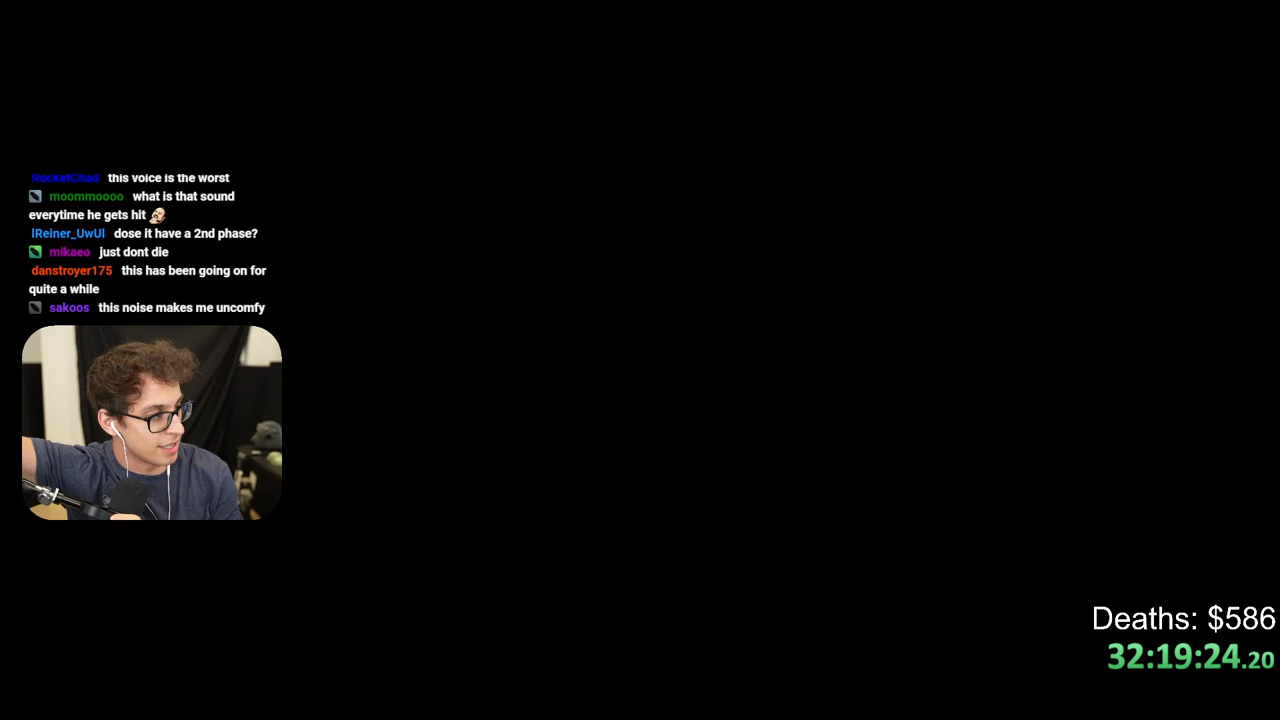 RocketChad this voice is the worst
moommoooo what is that sound
everytime he gets hit
lReiner_UwUl dose it have a 2nd phase?
mikaeo just dont die
danstroyer175 this has been going on for
quite a while
sakoos this noise makes me uncomfy
Deaths: $586
32:19:24.20